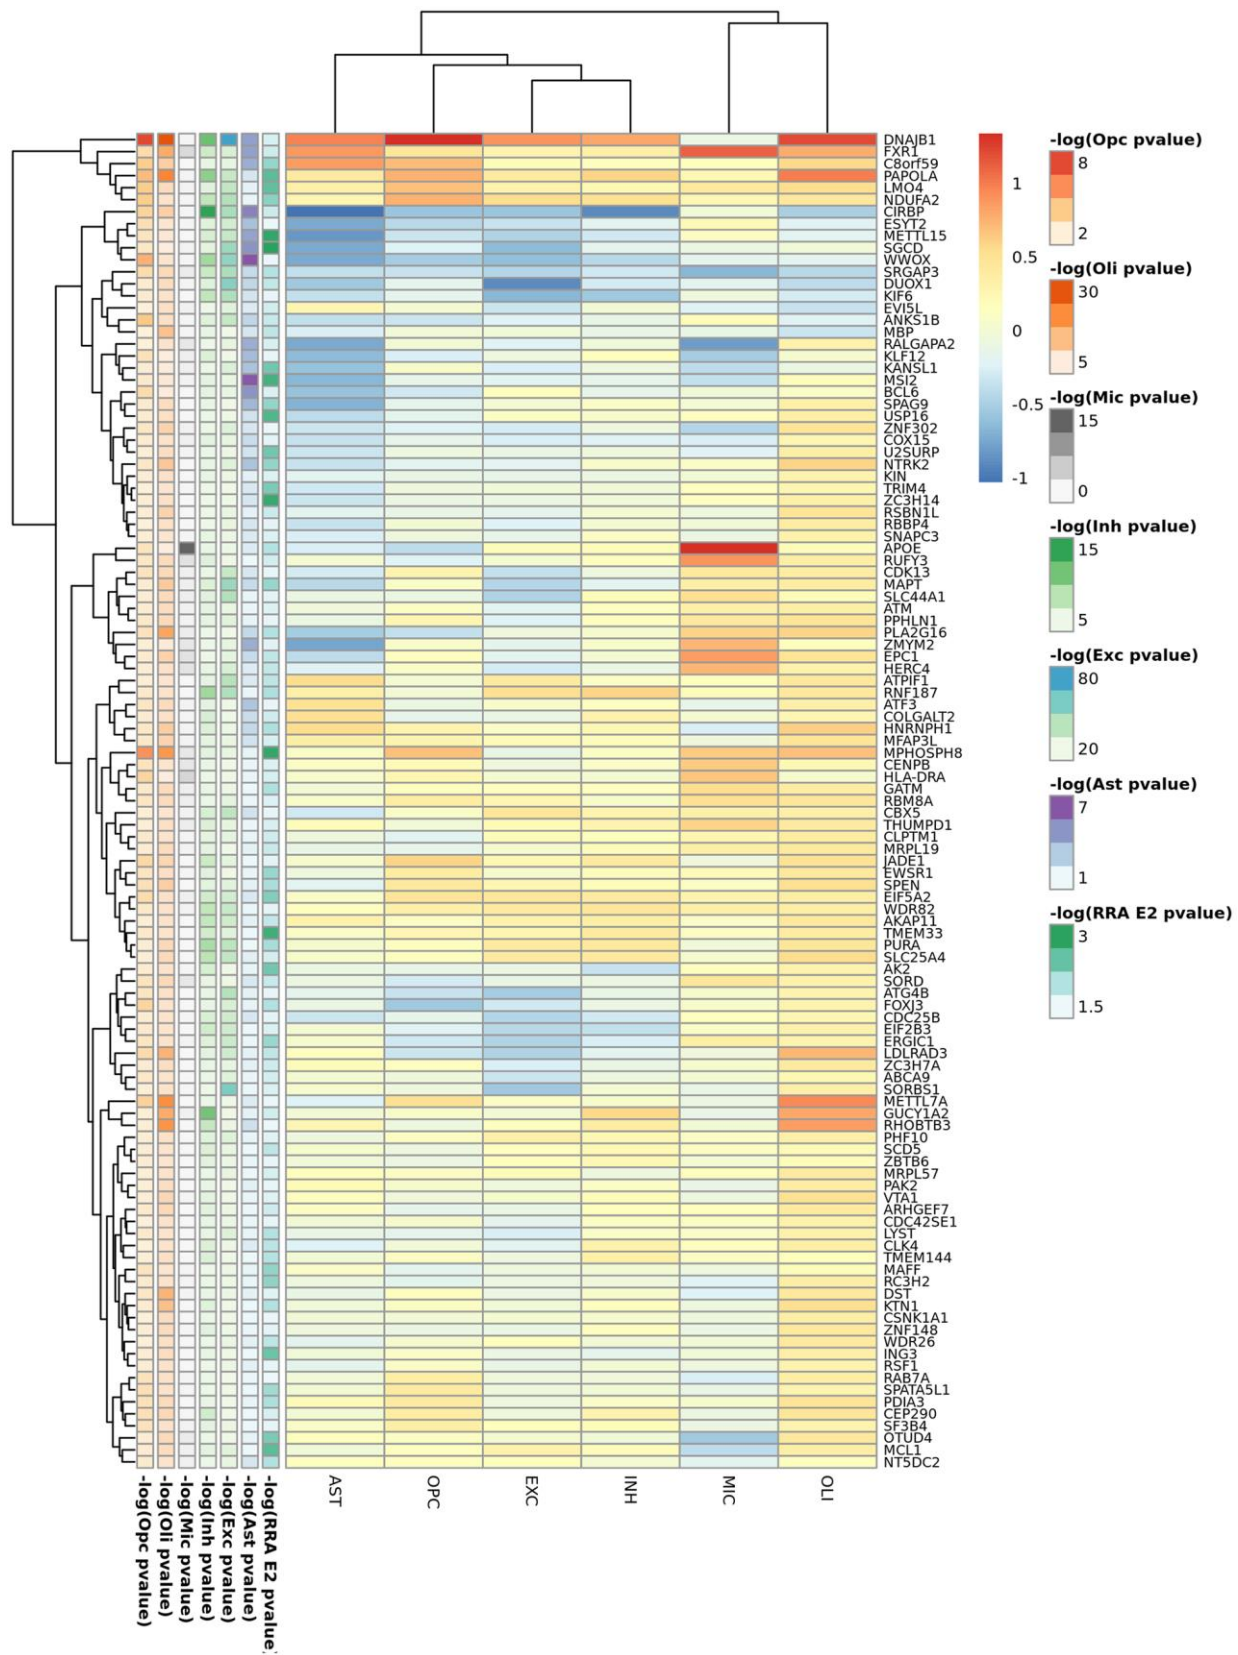 DNAJB1
FXR1
C8orf59
PAPOLA
LMO4
NDUFA2
CIRBP
ESYT2
METTL15
SGCD
WWOX
SRGAP3
DUOX1
KIF6
EVI5L
ANKS1B
MBP
RALGAPA2
KLF12
KANSL1
MSI2
BCL6
SPAG9
USP16
ZNF302
COX15
U2SURP
NTRK2
KIN
TRIM4
ZC3H14
RSBN1L
RBBP4
SNAPC3
APOE
RUFY3
CDK13
MAPT
SLC44A1
ATM
PPHLN1
PLA2G16
ZMYM2
EPC1
HERC4
ATPIF1
RNF187
ATF3
COLGALT2
HNRNPH1
MFAP3L
MPHOSPH8
CENPB
HLA-DRA
GATM
RBM8A
CBX5
THUMPD1
CLPTM1
MRPL19
JADE1
EWSR1
SPEN
EIF5A2
WDR82
AKAP11
TMEM33
PURA
SLC25A4
AK2
SORD
ATG4B
FOXJ3
CDC25B
EIF2B3
ERGIC1
LDLRAD3
ZC3H7A
ABCA9
SORBS1
METTL7A
GUCY1A2
RHOBTB3
PHF10
SCD5
ZBTB6
MRPL57
PAK2
VTA1
ARHGEF7
CDC42SE1
LYST
CLK4
TMEM144
MAFF
RC3H2
DST
KTN1
CSNK1A1
ZNF148
WDR26
ING3
RSF1
RAB7A
SPATA5L1
PDIA3
CEP290
SF3B4
OTUD4
MCL1
NT5DC2
1
0.5
0
-0.5
-1
-log(Opc pvalue)
8
2
-log(Oli pvalue)
30
5
-log(Mic pvalue)
15
0
-log(Inh pvalue)
15
5
-log(Exc pvalue)
80
20
-log(Ast pvalue)
7
1
-log(RRA E2 pvalue)
3
1.5
-log(Opc pvalue)
-log(Oli pvalue)
-log(Mic pvalue)
-log(Inh pvalue)
-log(Exc pvalue)
-log(Ast pvalue)
-log(RRA E2 pvalue)
AST
OPC
EXC
INH
MIC
OLI